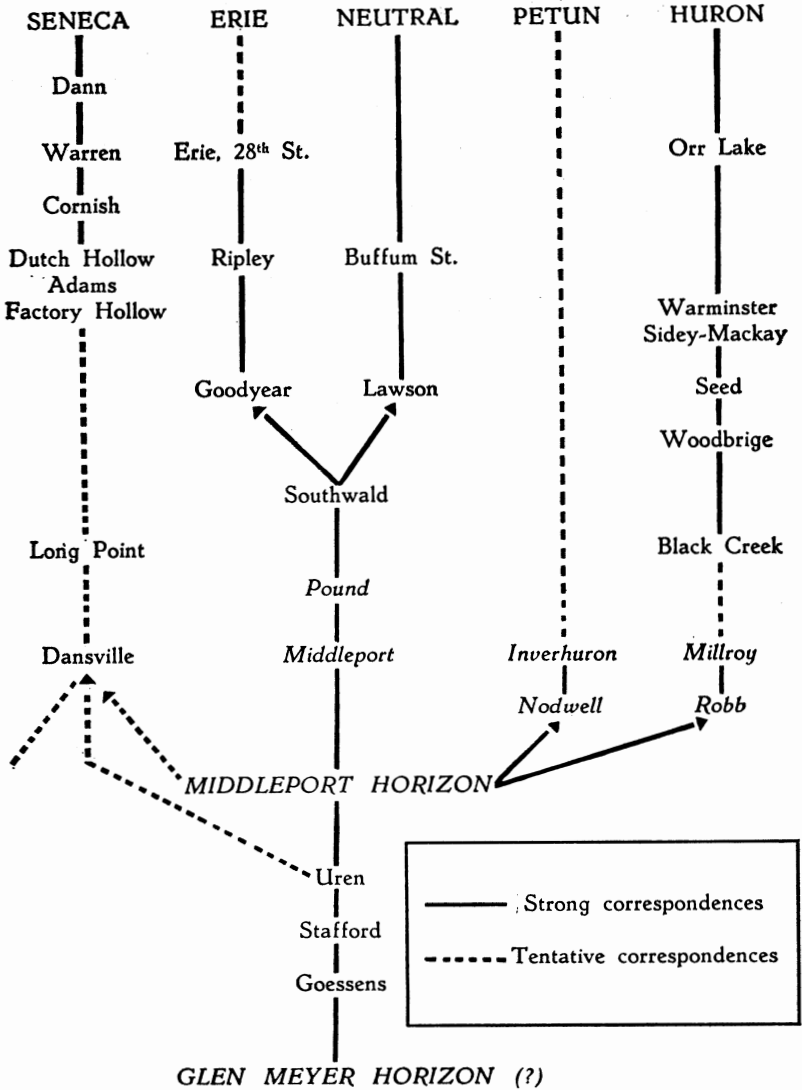 SENECA ERIE NEUTRAL PETUN HURON
Dann
Warren Erie, 28th St. Orr Lake
Cornish
Dutch Hollow Ripley Buffum St.
Adams
Factory Hollow Warminster
Sidey-Mackay
Goodyear Lawson Seed
Woodbrige
Southwald
Long Point Black Creek
Pound
Dansville Middleport Inverhuron Millroy
Nodwell Robb
MIDDLEPORT HORIZON
Uren
Strong correspondences
Stafford
Tentative correspondences
Goessens
GLEN MEYER HORIZON (?)